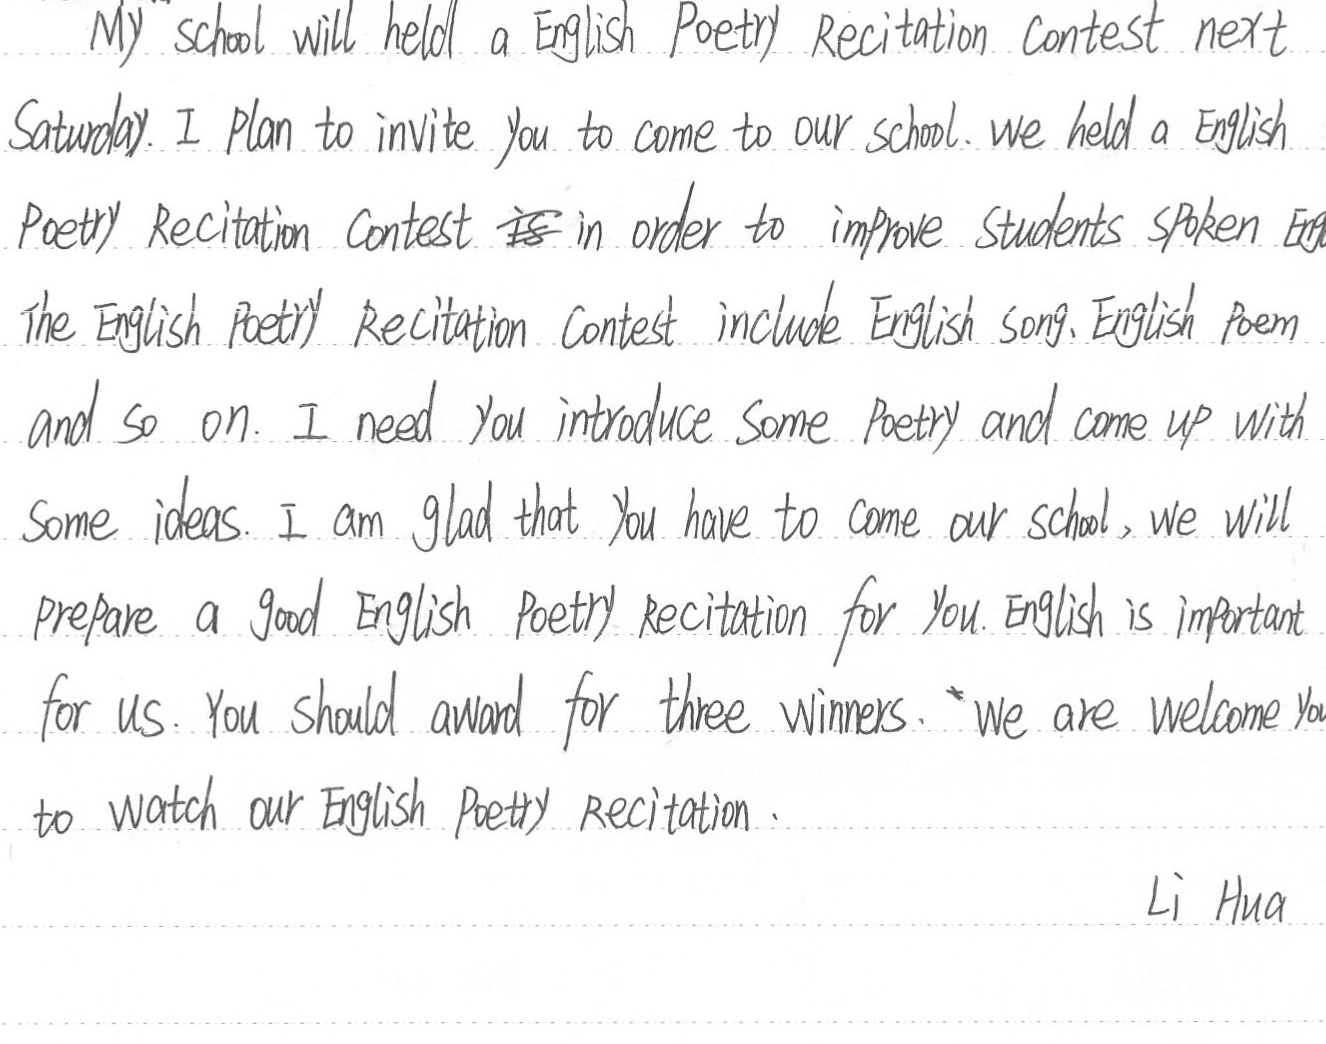 My school will held a English Poetry Recitation Contest next
Saturday. I plan to invite you to come to our school. We held a English
Poetry Recitation Contest in order to improve students spoken Eng
The English Poetry Recitation Contest include English song. English Poem
and so on. I need you introduce some Poetry and come up with
some ideas. I am glad that you have to come our school, we will
prepare a good English Poetry Recitation for you. English is important
for us. You should award for three winners. We are welcome you
to watch our English Poetry Recitation.
Li Hua